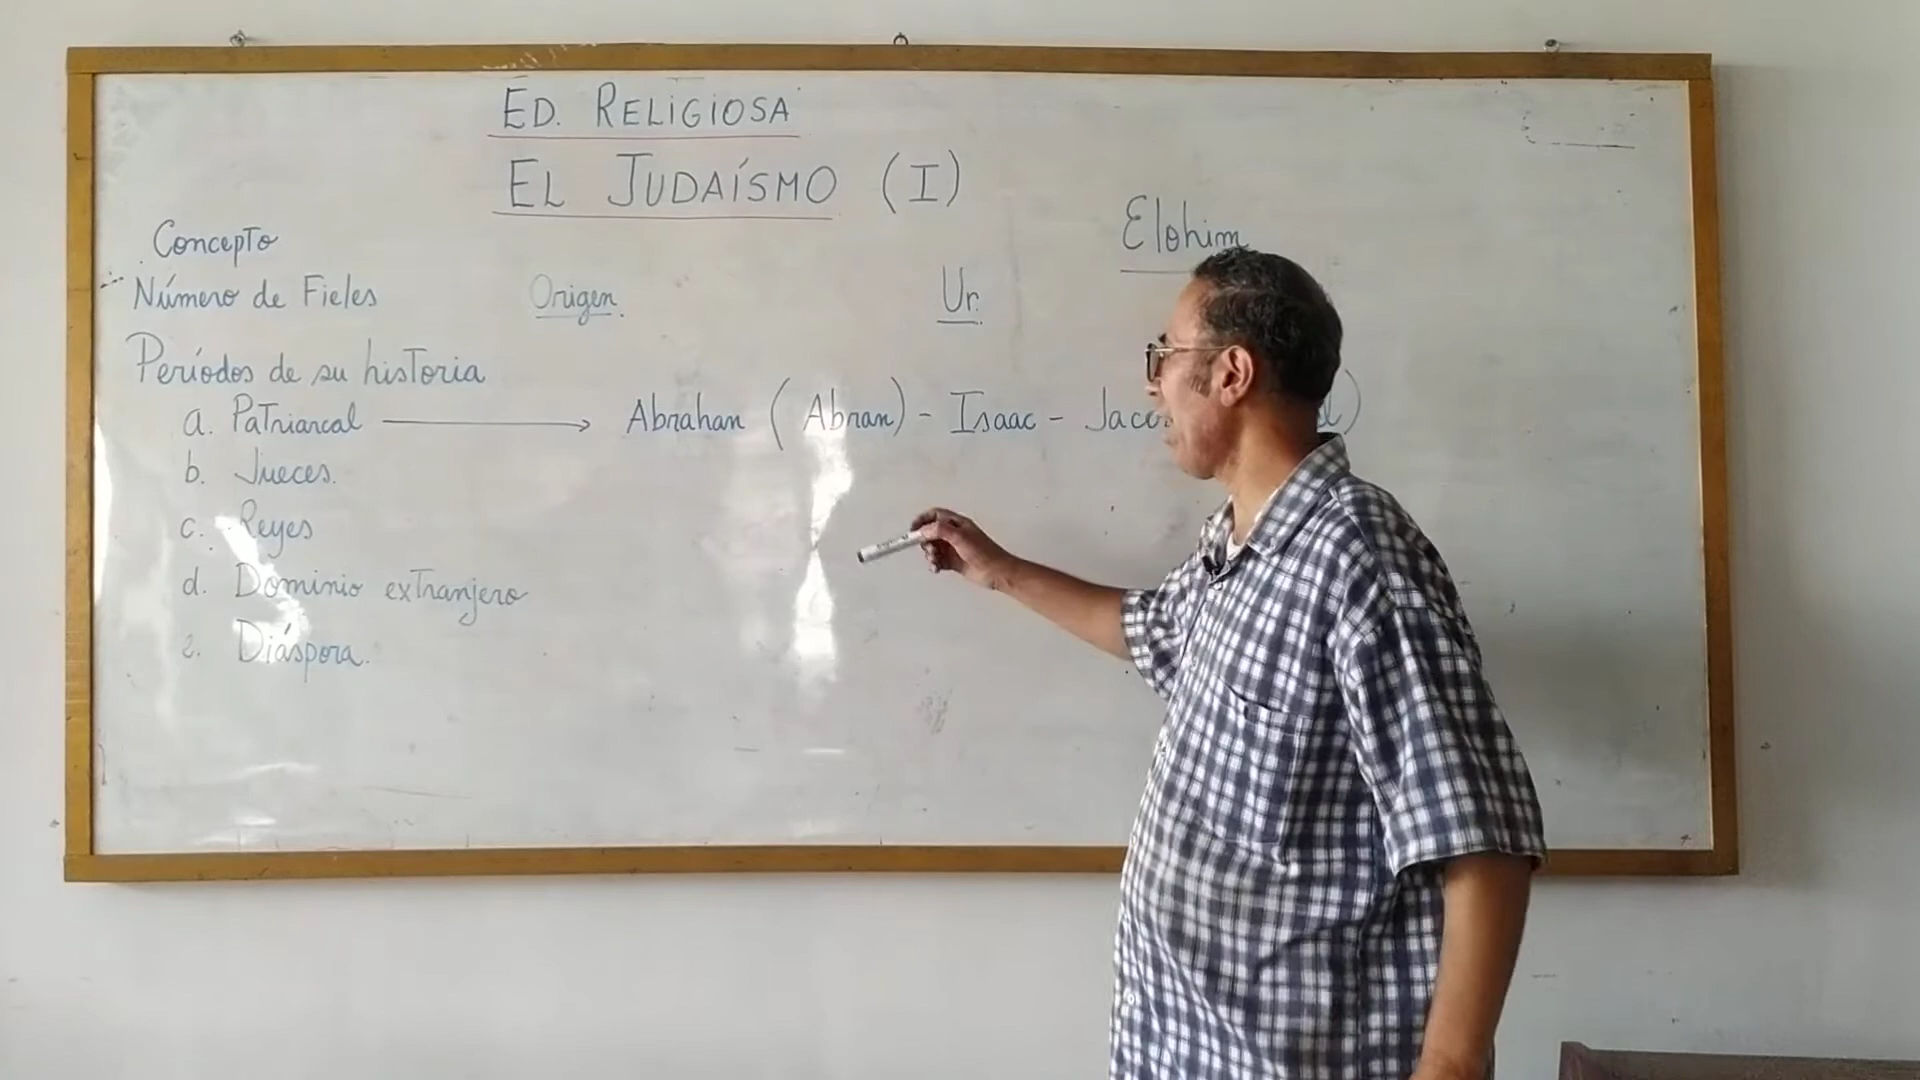 ED. RELIGIOSA
EL JUDAÍSMO (I)
Elohim
Concepto
Número de Fieles
Origen.
Ur.
Períodos de su historia
a. Patriarcal → Abrahan (Abran) - Isaac -
b. Jueces.
c. Reyes
d. Dominio extranjero
e. Diáspora.